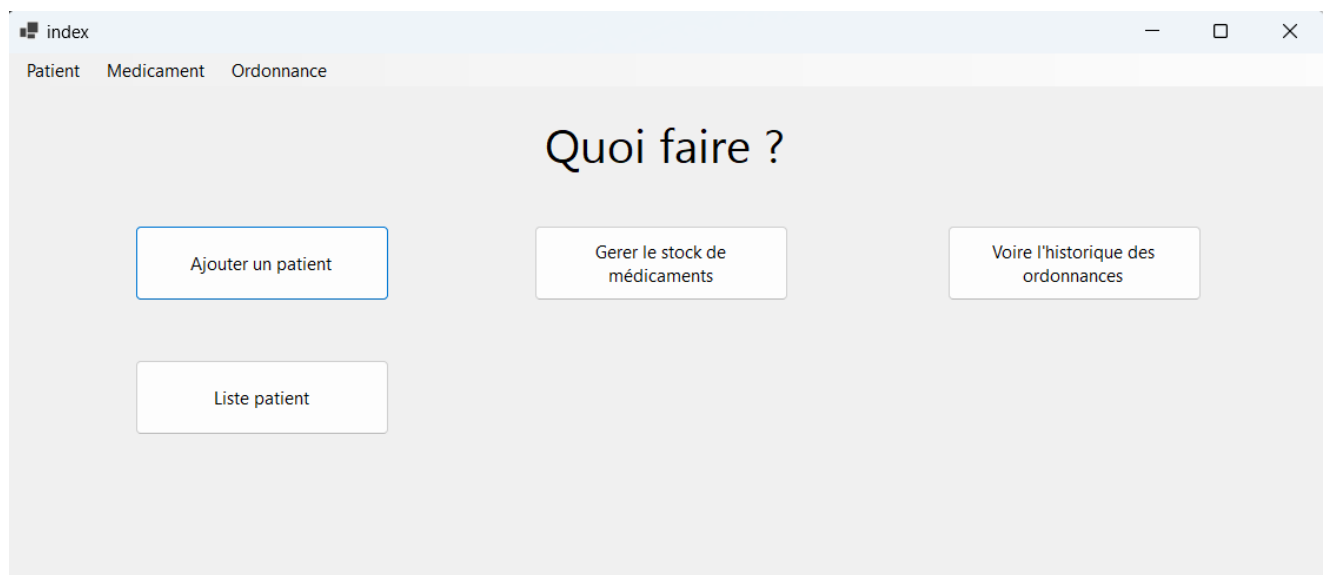 index
Patient Medicament Ordonnance
Quoi faire ?
Ajouter un patient
Gerer le stock de
médicaments
Voire l'historique des
ordonnances
Liste patient